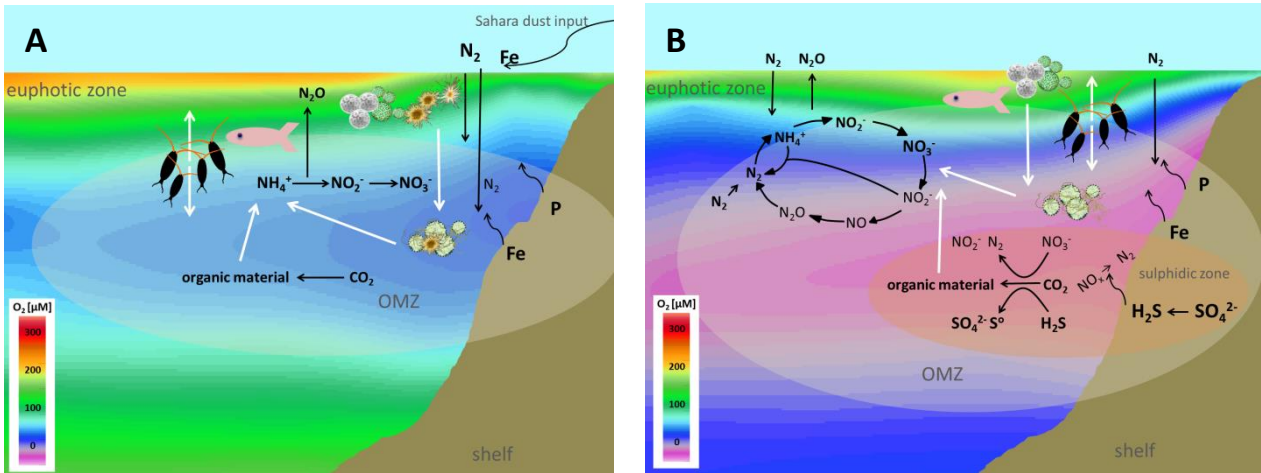 A
Sahara dust input
N₂
Fe
euphotic zone
N₂O
NH₄⁺ → NO₂⁻ → NO₃⁻
N₂
P
Fe
organic material ← CO₂
OMZ
O₂ [µM]
300
200
100
0
shelf
B
N₂ N₂O
N₂
euphotic zone
NO₂⁻
NH₄⁺
NO₃⁻
N₂
N₂
NO₂⁻
N₂O
NO
P
Fe
NO₂⁻ N₂
NO₃⁻
NOₓ → N₂
sulphidic zone
organic material ← CO₂
SO₄²⁻ S⁰
H₂S
H₂S ← SO₄²⁻
OMZ
O₂ [µM]
300
200
100
0
shelf